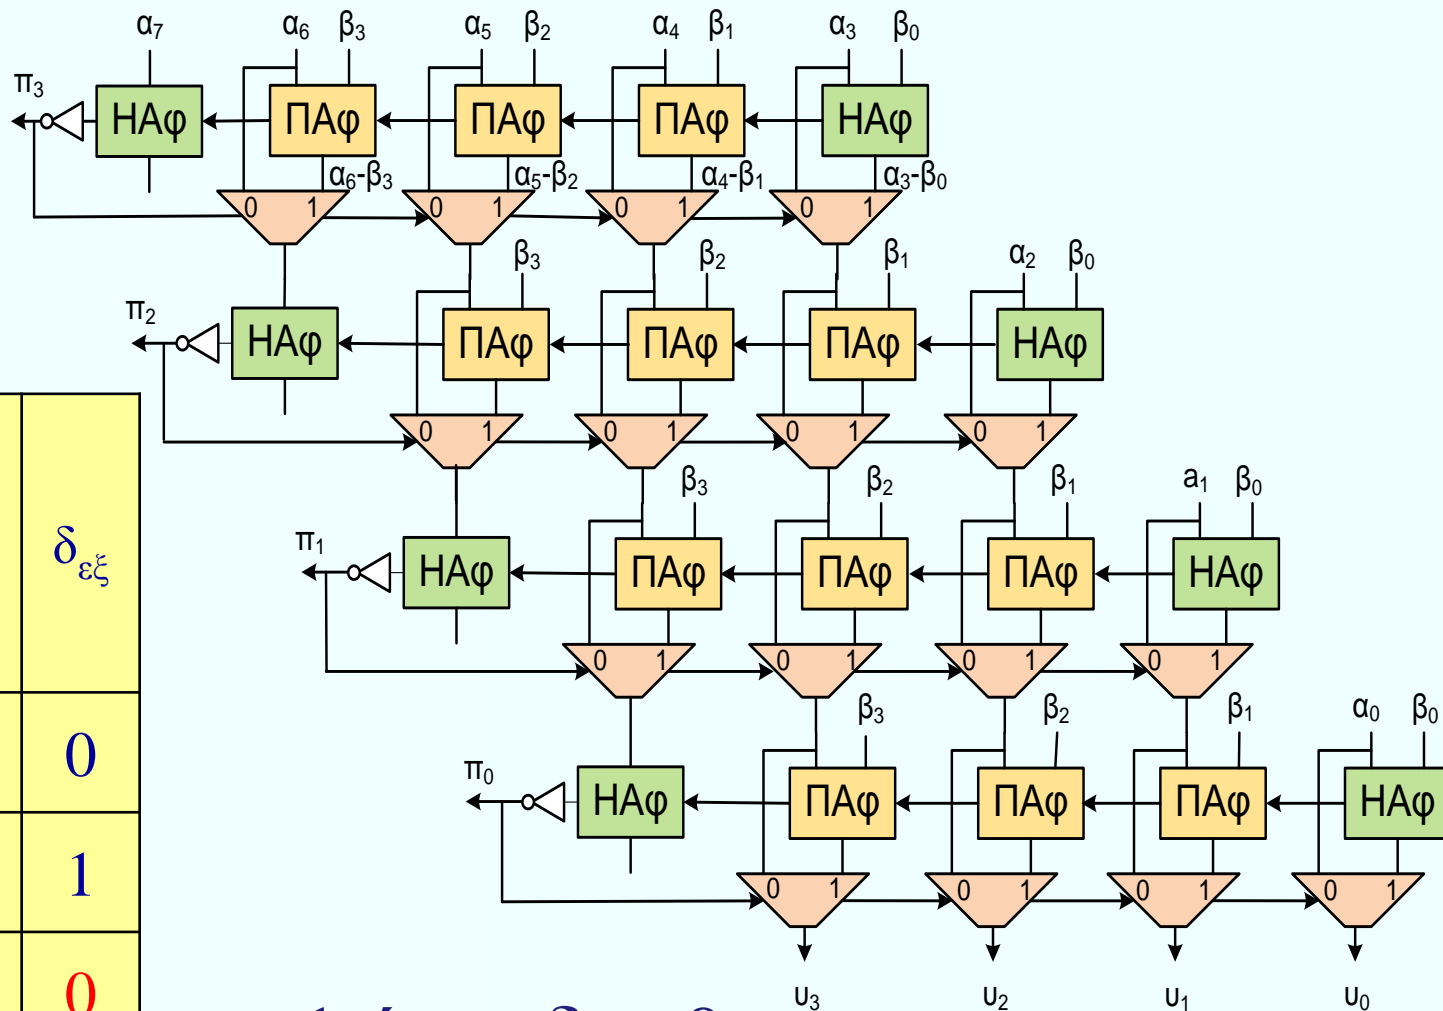 α7 α6 β3 α5 β2 α4 β1 α3 β0
π3 ΗΑφ ΠΑφ ΠΑφ ΠΑφ ΗΑφ
α6-β3 α5-β2 α4-β1 α3-β0
0 1 0 1 0 1 0 1
β3 β2 β1 α2 β0
π2 ΗΑφ ΠΑφ ΠΑφ ΠΑφ ΗΑφ
0 1 0 1 0 1 0 1
β3 β2 β1 a1 β0
π1 ΗΑφ ΠΑφ ΠΑφ ΠΑφ ΗΑφ
0 1 0 1 0 1 0 1
β3 β2 β1 α0 β0
π0 ΗΑφ ΠΑφ ΠΑφ ΠΑφ ΗΑφ
0 1 0 1 0 1 0 1
υ3 υ2 υ1 υ0
δεξ
0
1
0